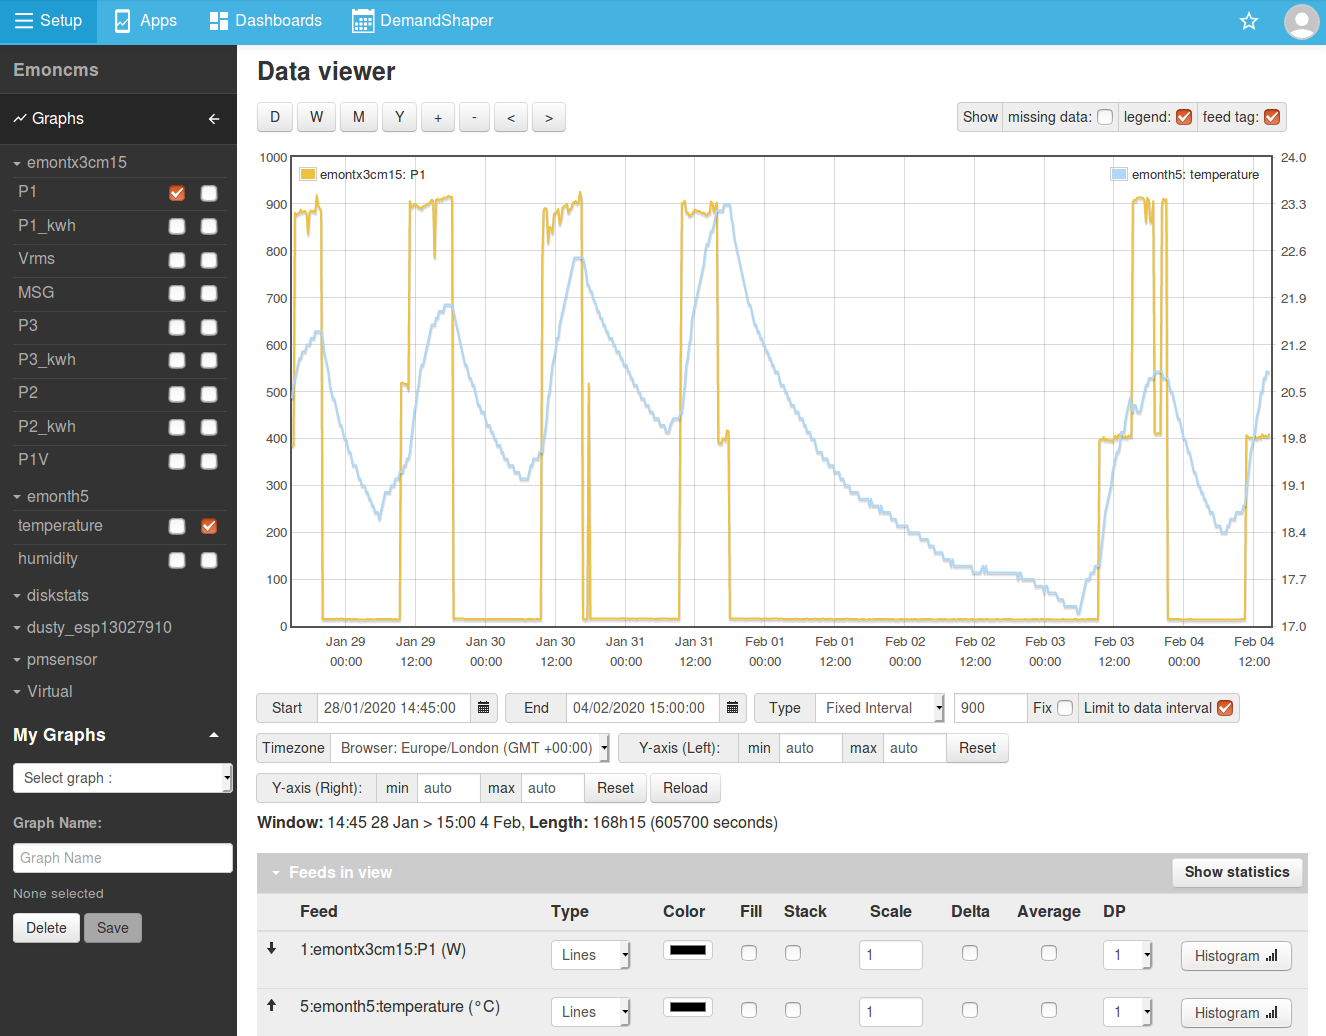 Setup Apps Dashboards DemandShaper
Emoncms
Graphs
emontx3cm15
P1
P1_kwh
Vrms
MSG
P3
P3_kwh
P2
P2_kwh
P1V
emonth5
temperature
humidity
diskstats
dusty_esp13027910
pmsensor
Virtual
My Graphs
Select graph :
Graph Name:
Graph Name
None selected
Delete Save
Data viewer
D W M Y + - < >
Show missing data: legend: feed tag:
emontx3cm15: P1
emonth5: temperature
1000 24.0
900 23.3
800 22.6
700 21.9
600 21.2
500 20.5
400 19.8
300 19.1
200 18.4
100 17.7
0 17.0
Jan 29 Jan 29 Jan 30 Jan 30 Jan 31 Jan 31 Feb 01 Feb 01 Feb 02 Feb 02 Feb 03 Feb 03 Feb 04 Feb 04
00:00 12:00 00:00 12:00 00:00 12:00 00:00 12:00 00:00 12:00 00:00 12:00 00:00 12:00
Start 28/01/2020 14:45:00 End 04/02/2020 15:00:00 Type Fixed Interval 900 Fix Limit to data interval
Timezone Browser: Europe/London (GMT +00:00) Y-axis (Left): min auto max auto Reset
Y-axis (Right): min auto max auto Reset Reload
Window: 14:45 28 Jan > 15:00 4 Feb, Length: 168h15 (605700 seconds)
Feeds in view Show statistics
Feed Type Color Fill Stack Scale Delta Average DP
1:emontx3cm15:P1 (W) Lines 1 1 Histogram
5:emonth5:temperature (°C) Lines 1 1 Histogram